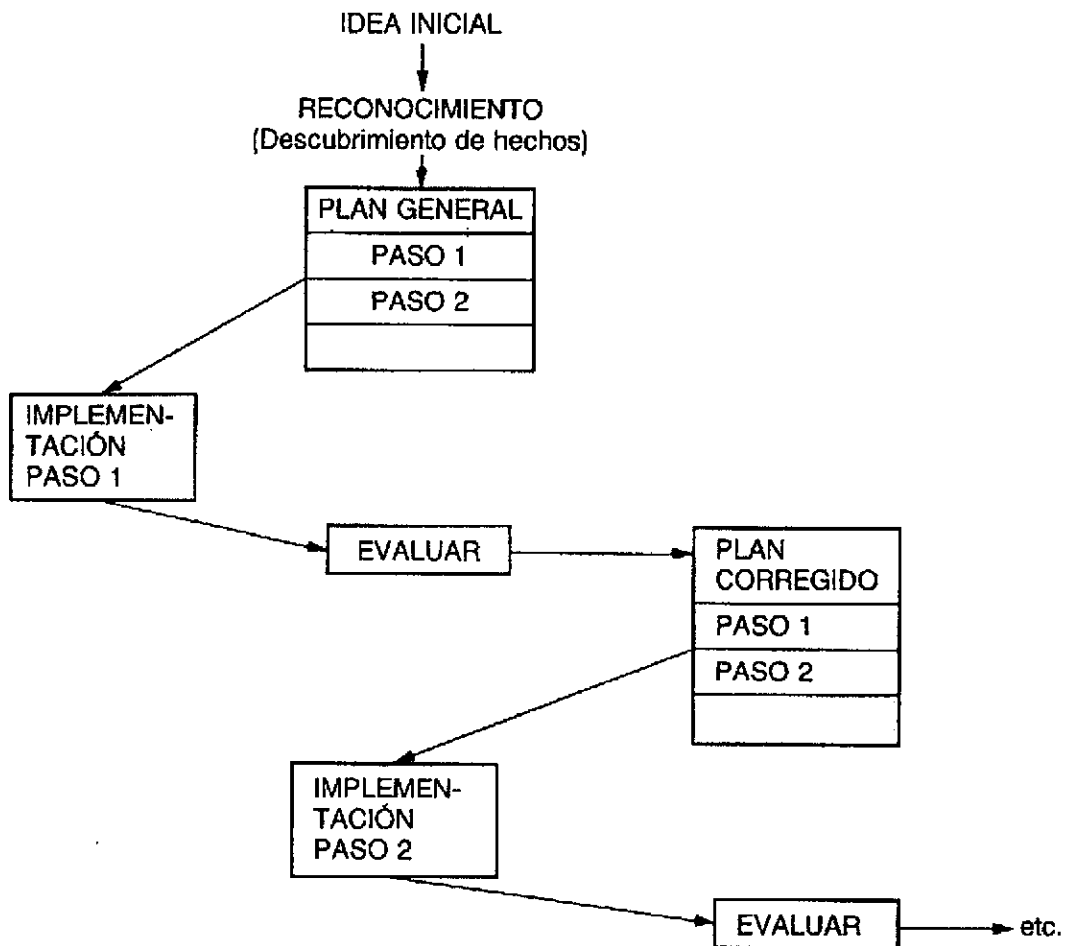 IDEA INICIAL
RECONOCIMIENTO
(Descubrimiento de hechos)
PLAN GENERAL
PASO 1
PASO 2
IMPLEMEN-
TACIÓN
PASO 1
EVALUAR
PLAN
CORREGIDO
PASO 1
PASO 2
IMPLEMEN-
TACIÓN
PASO 2
EVALUAR
etc.